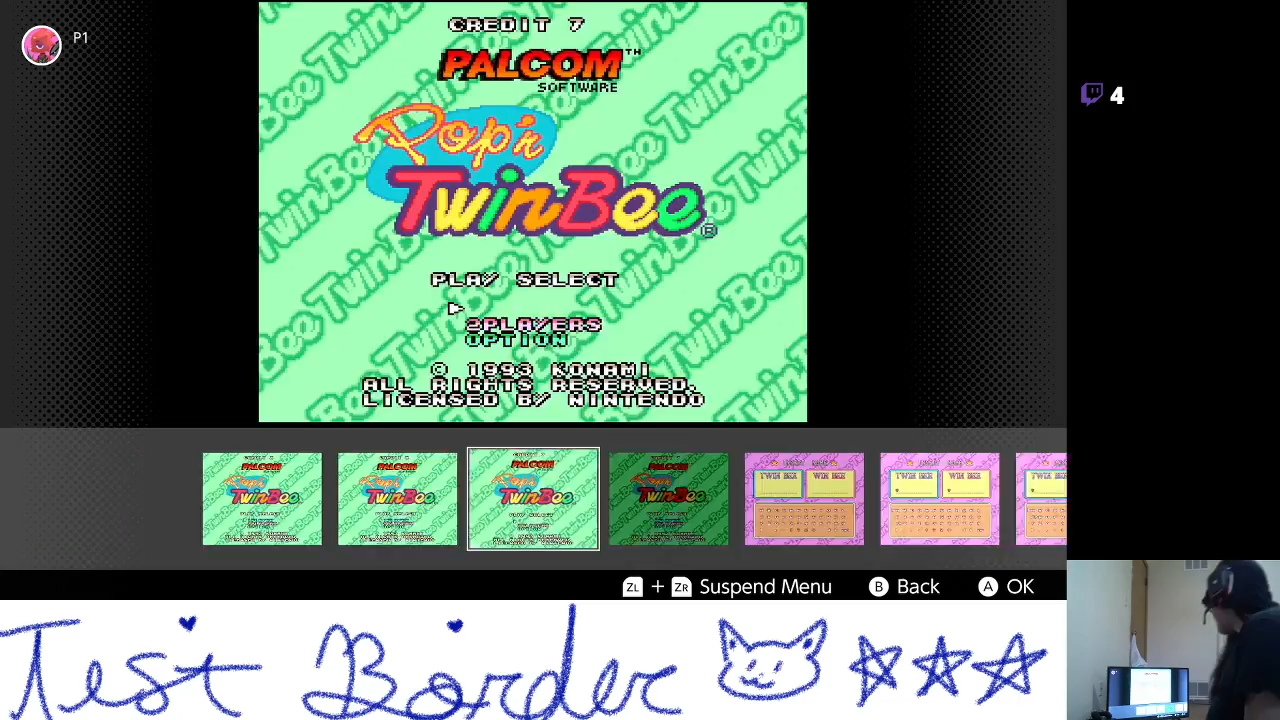 P1
CREDIT 7
PALCOM™
SOFTWARE
Pop'n
TwinBee®
PLAY SELECT
2PLAYERS
OPTION
© 1993 KONAMI
ALL RIGHTS RESERVED.
LICENSED BY NINTENDO
4
ZL + ZR Suspend Menu B Back A OK
Test Border